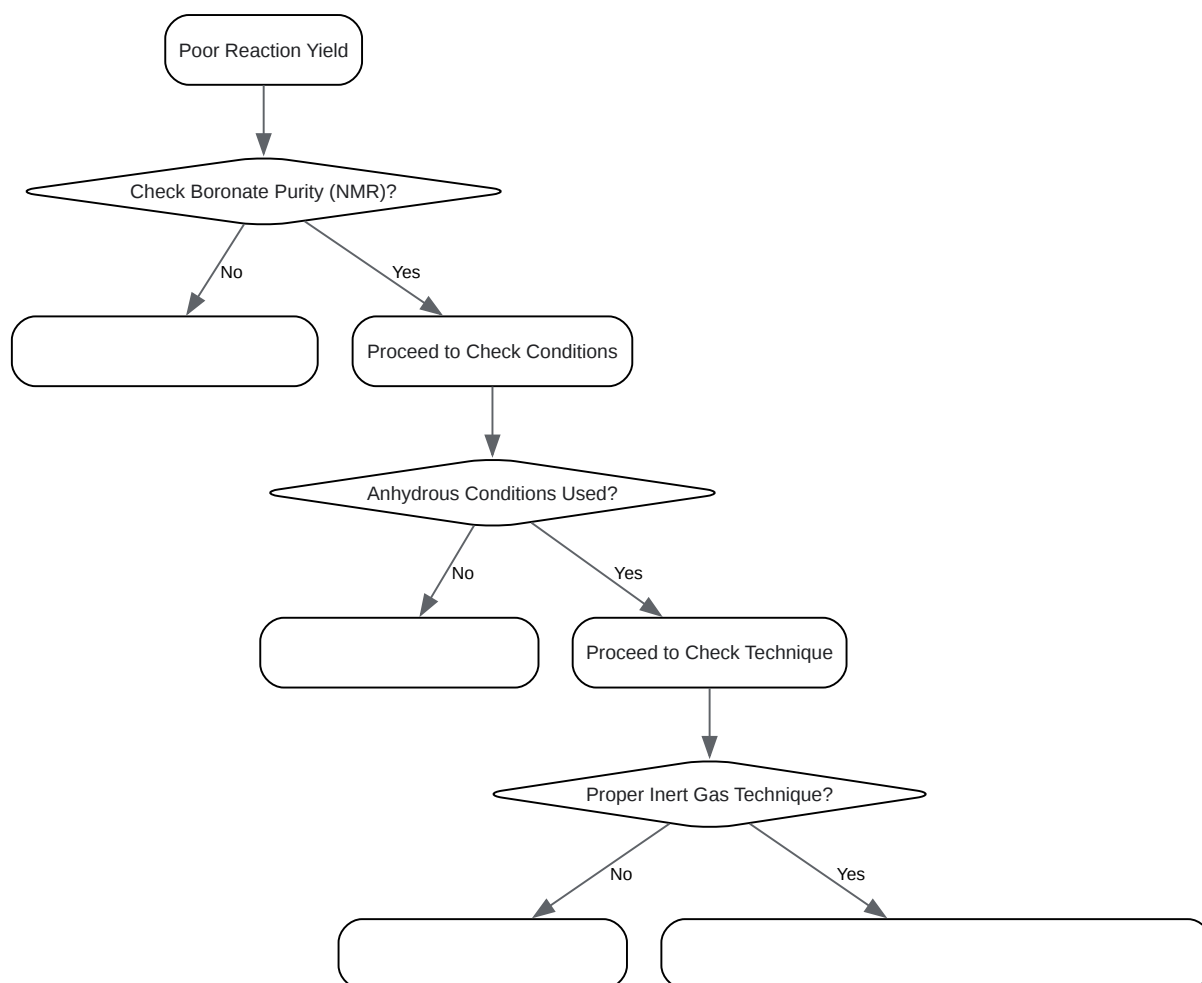 Poor Reaction Yield
Check Boronate Purity (NMR)?
No
Yes
Proceed to Check Conditions
Anhydrous Conditions Used?
No
Yes
Proceed to Check Technique
Proper Inert Gas Technique?
No
Yes